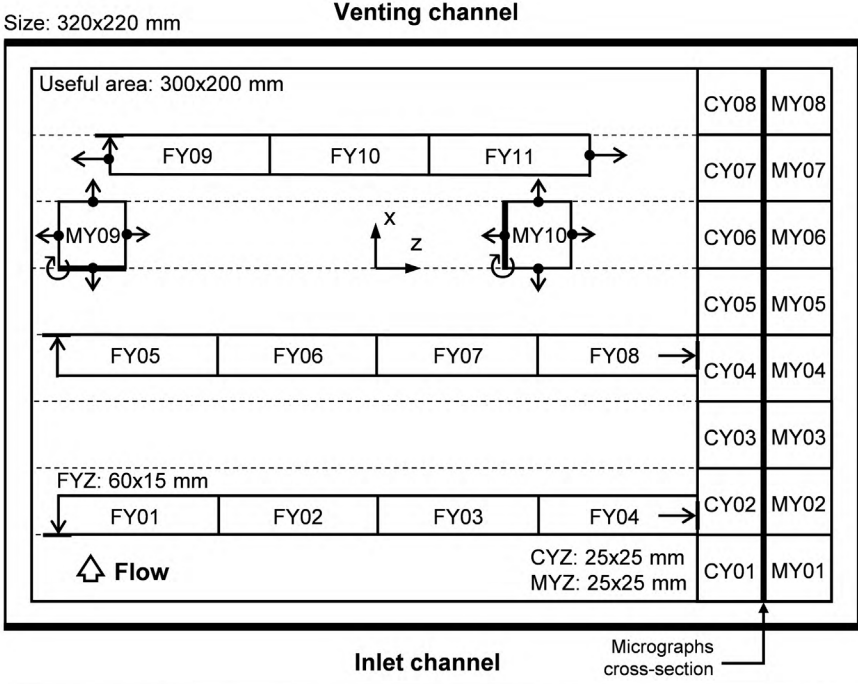 Venting channel
Size: 320x220 mm
Useful area: 300x200 mm
CY08 MY08
FY09 FY10 FY11
CY07 MY07
X
MY09 Z MY10
CY06 MY06
CY05 MY05
FY05 FY06 FY07 FY08
CY04 MY04
CY03 MY03
FYZ: 60x15 mm
CY02 MY02
FY01 FY02 FY03 FY04
CYZ: 25x25 mm
Flow
MYZ: 25x25 mm
CY01 MY01
Inlet channel
Micrographs
cross-section